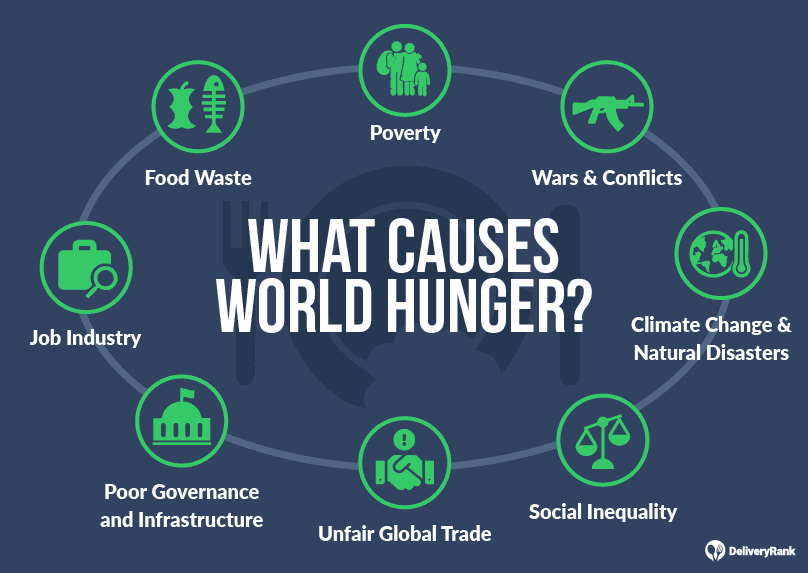 Poverty
Food Waste
Wars & Conflicts
WHAT CAUSES
WORLD HUNGER?
Job Industry
Climate Change &
Natural Disasters
Poor Governance
and Infrastructure
Unfair Global Trade
!
Social Inequality
DeliveryRank